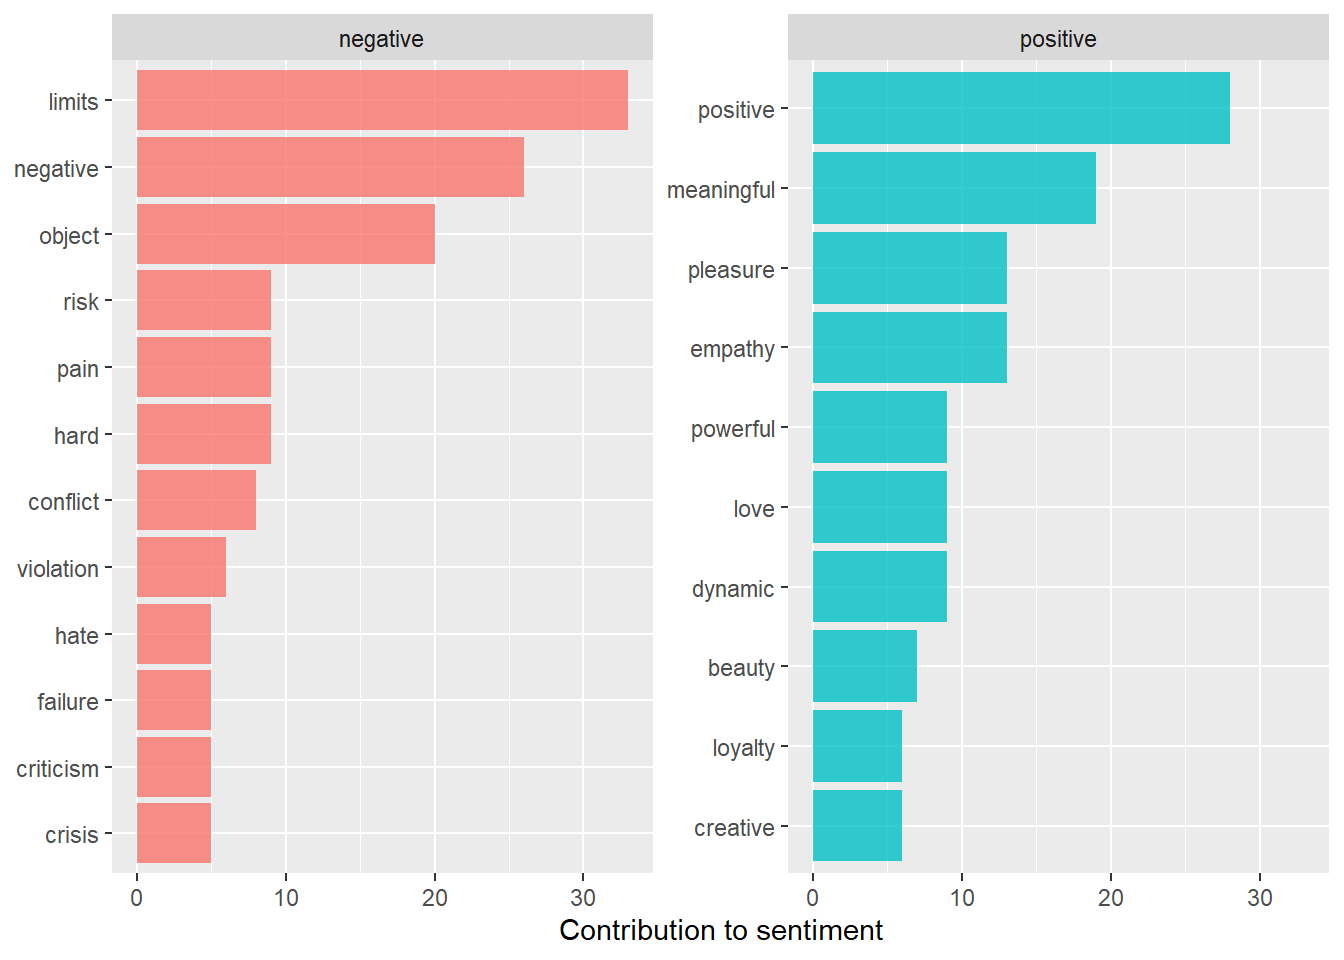 negative
limits
negative
object
risk
pain
hard
conflict
violation
hate
failure
criticism
crisis
0 10 20 30
positive
positive
meaningful
pleasure
empathy
powerful
love
dynamic
beauty
loyalty
creative
0 10 20 30
Contribution to sentiment